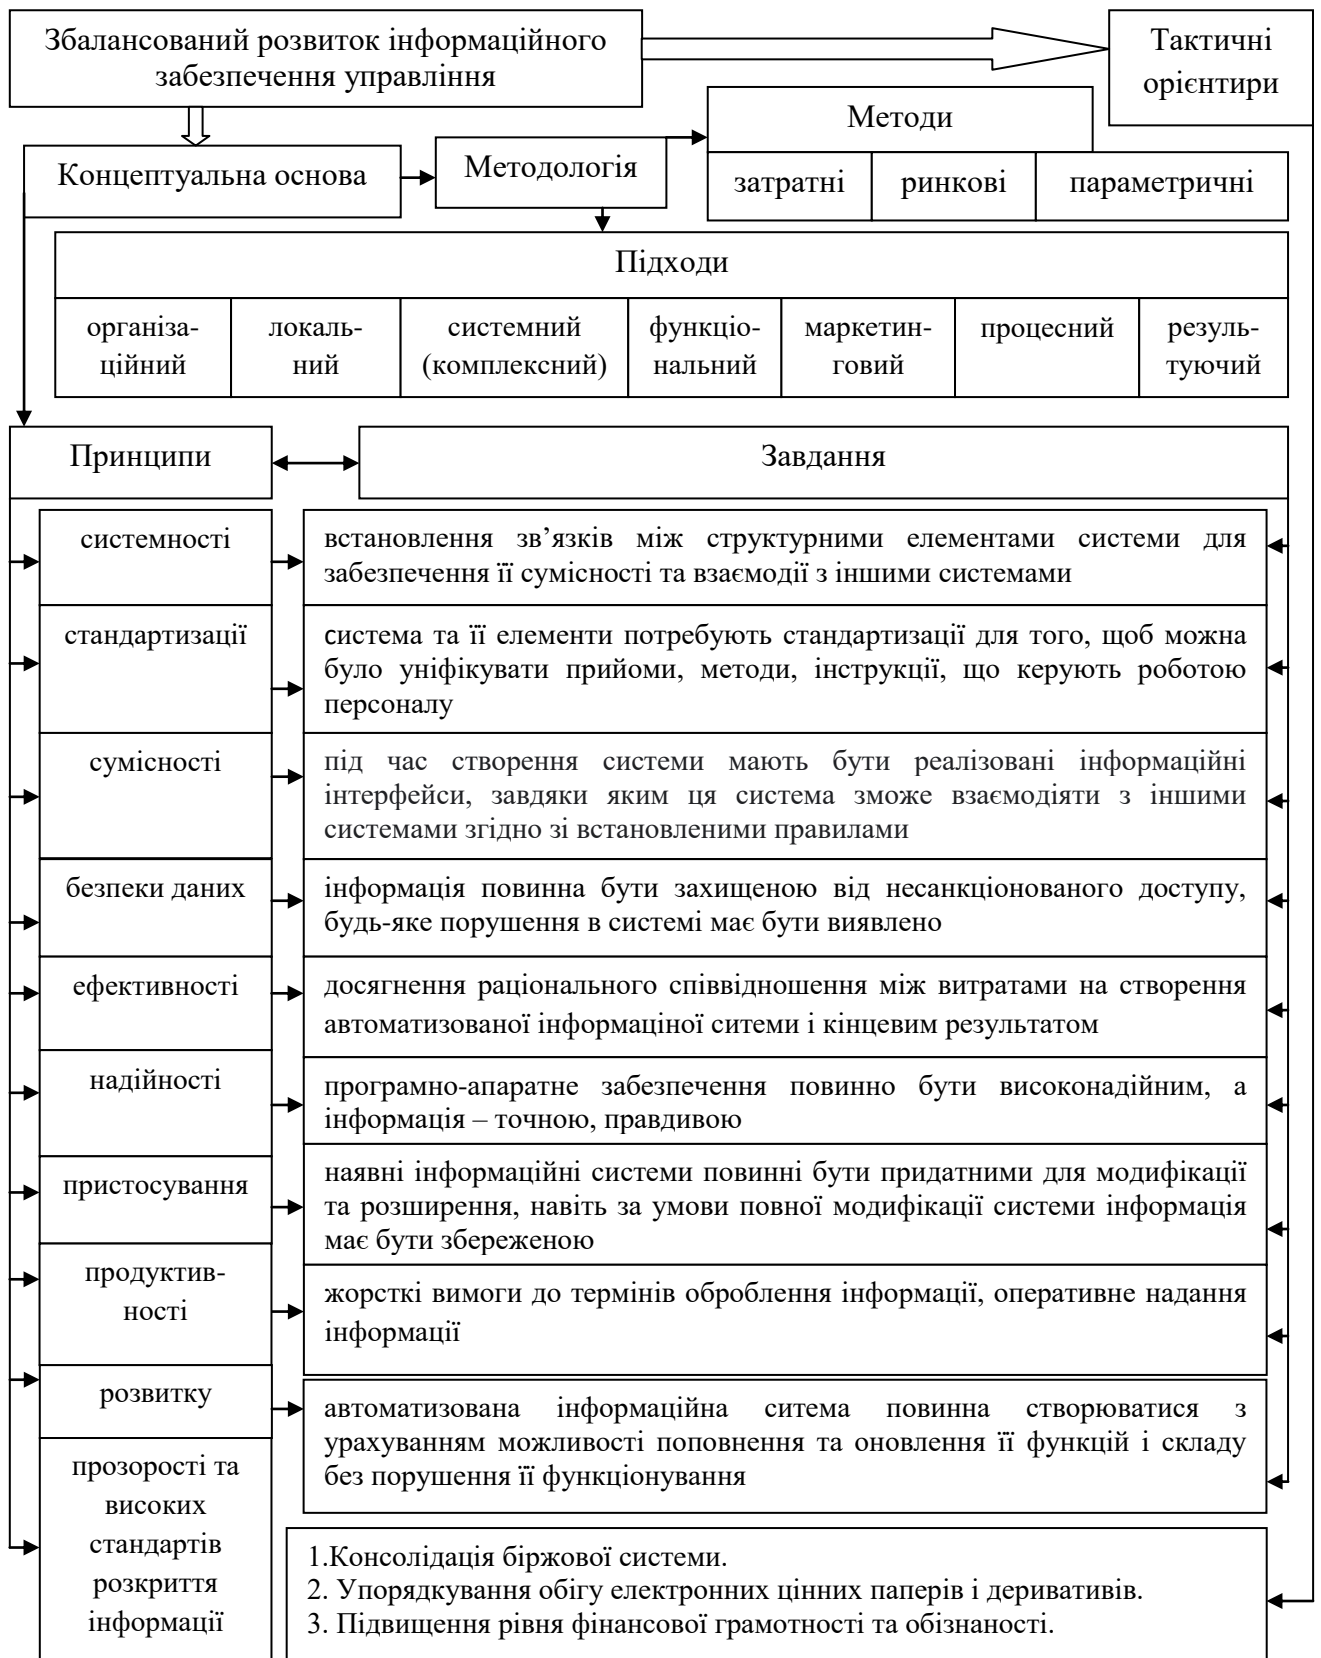 Збалансований розвиток інформаційного
забезпечення управління
Тактичні
орієнтири
Концептуальна основа
Методологія
Методи
затратні
ринкові
параметричні
Підходи
організа-
ційний
локаль-
ний
системний
(комплексний)
функціо-
нальний
маркетин-
говий
процесний
резуль-
туючий
Принципи
Завдання
системності
встановлення зв’язків між структурними елементами системи для
забезпечення її сумісності та взаємодії з іншими системами
стандартизації
система та її елементи потребують стандартизації для того, щоб можна
було уніфікувати прийоми, методи, інструкції, що керують роботою
персоналу
сумісності
під час створення системи мають бути реалізовані інформаційні
інтерфейси, завдяки яким ця система зможе взаємодіяти з іншими
системами згідно зі встановленими правилами
безпеки даних
інформація повинна бути захищеною від несанкціонованого доступу,
будь-яке порушення в системі має бути виявлено
ефективності
досягнення раціонального співвідношення між витратами на створення
автоматизованої інформаціної ситеми і кінцевим результатом
надійності
програмно-апаратне забезпечення повинно бути високонадійним, а
інформація – точною, правдивою
пристосування
наявні інформаційні системи повинні бути придатними для модифікації
та розширення, навіть за умови повної модифікації системи інформація
має бути збереженою
продуктив-
ності
жорсткі вимоги до термінів оброблення інформації, оперативне надання
інформації
розвитку
автоматизована інформаційна ситема повинна створюватися з
урахуванням можливості поповнення та оновлення її функцій і складу
без порушення її функціонування
прозорості та
високих
стандартів
розкриття
інформації
1.Консолідація біржової системи.
2. Упорядкування обігу електронних цінних паперів і деривативів.
3. Підвищення рівня фінансової грамотності та обізнаності.